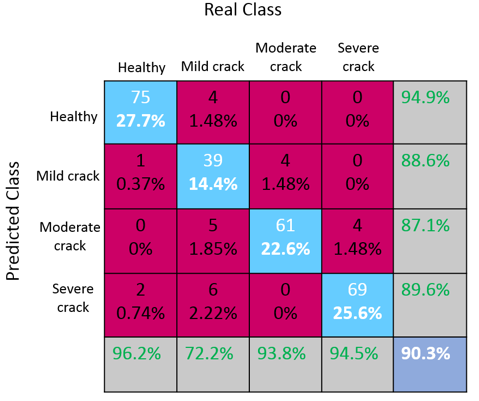 Real Class
Healthy
Mild crack
Moderate
crack
Severe
crack
Predicted Class
Healthy
75
27.7%
4
1.48%
0
0%
0
0%
94.9%
Mild crack
1
0.37%
39
14.4%
4
1.48%
0
0%
88.6%
Moderate
crack
0
0%
5
1.85%
61
22.6%
4
1.48%
87.1%
Severe
crack
2
0.74%
6
2.22%
0
0%
69
25.6%
89.6%
96.2%
72.2%
93.8%
94.5%
90.3%